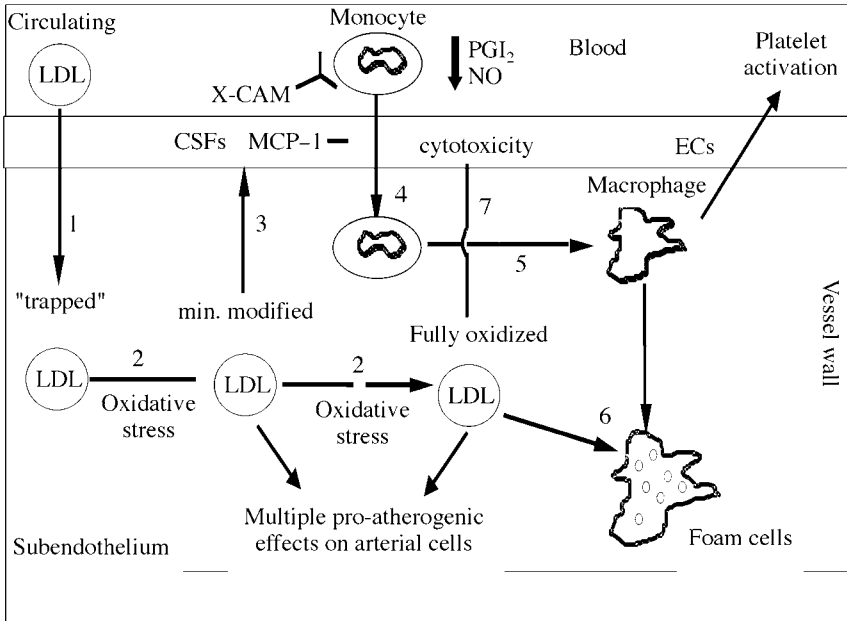 Circulating
LDL
Monocyte
X-CAM
PGI₂
NO
Blood
Platelet
activation
CSFs MCP-1
cytotoxicity
ECs
1
3
4
7
5
Macrophage
"trapped"
min. modified
Fully oxidized
Vessel wall
LDL
2
Oxidative
stress
LDL
2
Oxidative
stress
LDL
6
Multiple pro-atherogenic
effects on arterial cells
Foam cells
Subendothelium